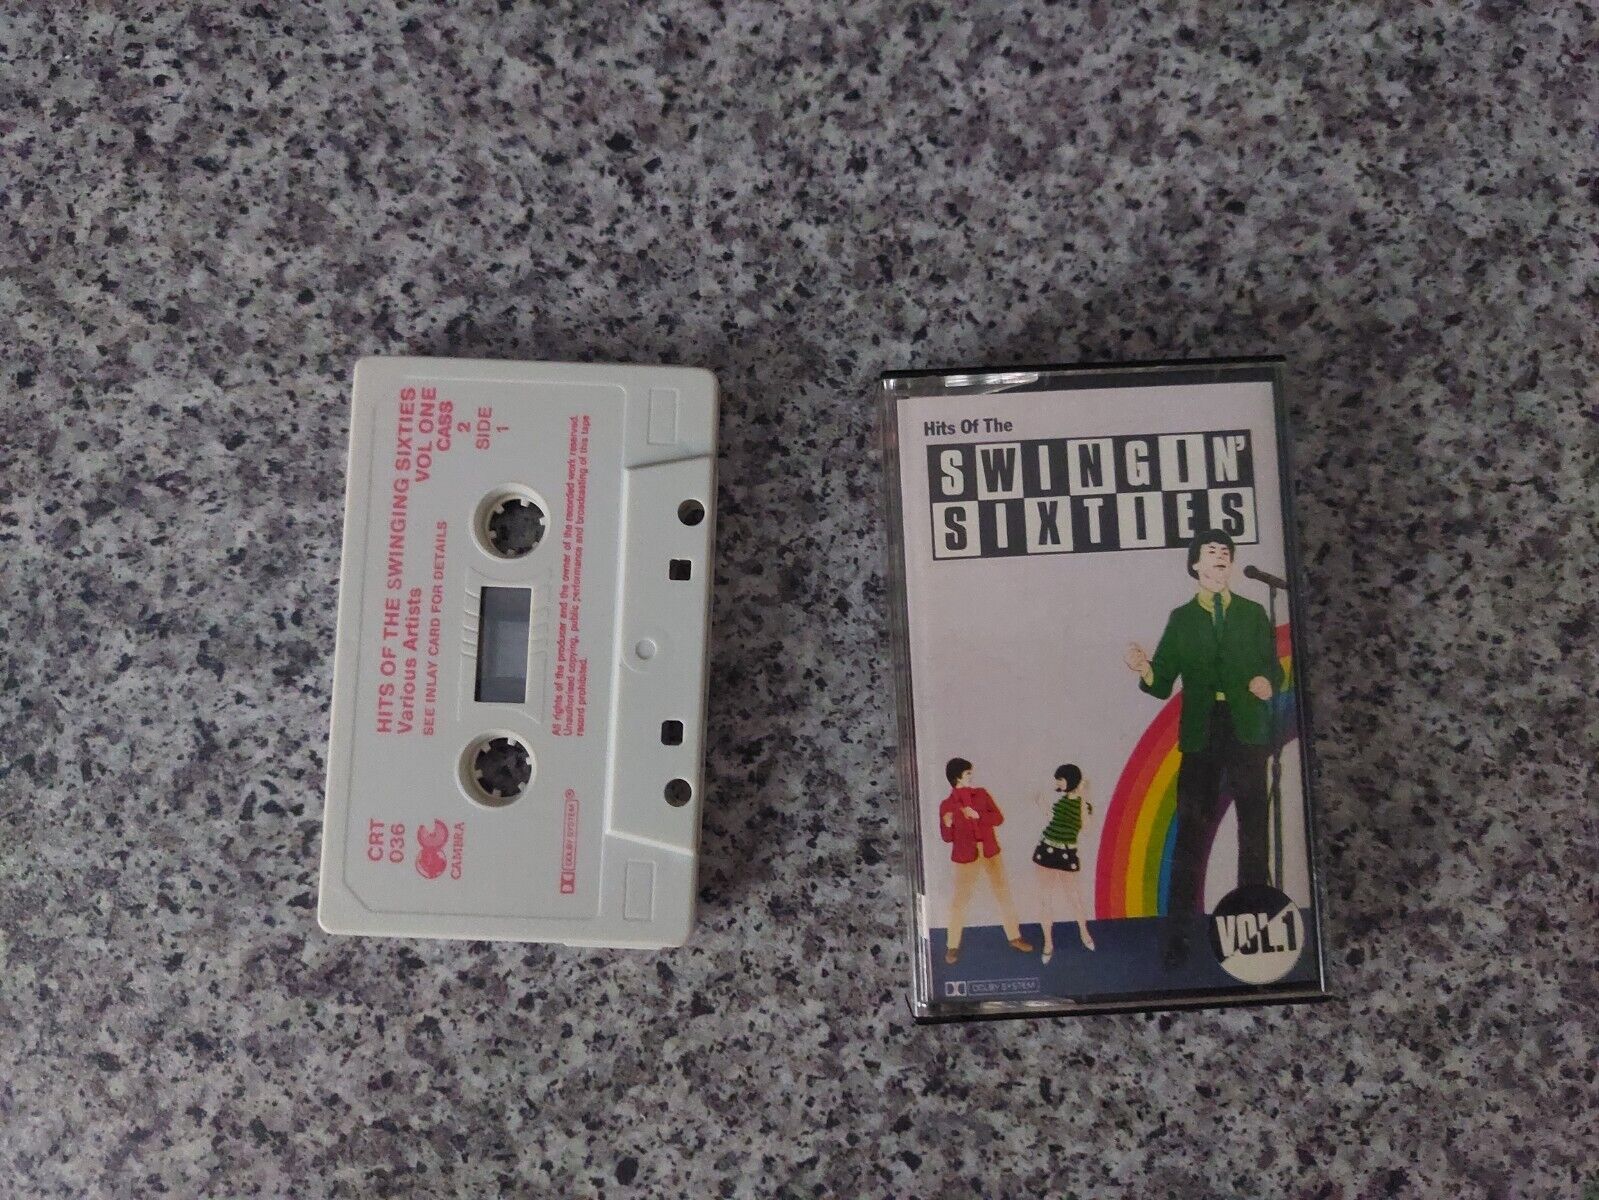 HITS OF THE SWINGING SIXTIES
VOL ONE
Various Artists
CASS
2
SEE INLAY CARD FOR DETAILS
SIDE
1
CRT
036
CAMBRA
All rights of the producer and the owner of the recorded work reserved.
Unauthorised copying, public performance and broadcasting of this tape
record prohibited.
DOLBY SYSTEM®
Hits Of The
SWINGIN'
SIXTIES
VOL.1
DOLBY SYSTEM